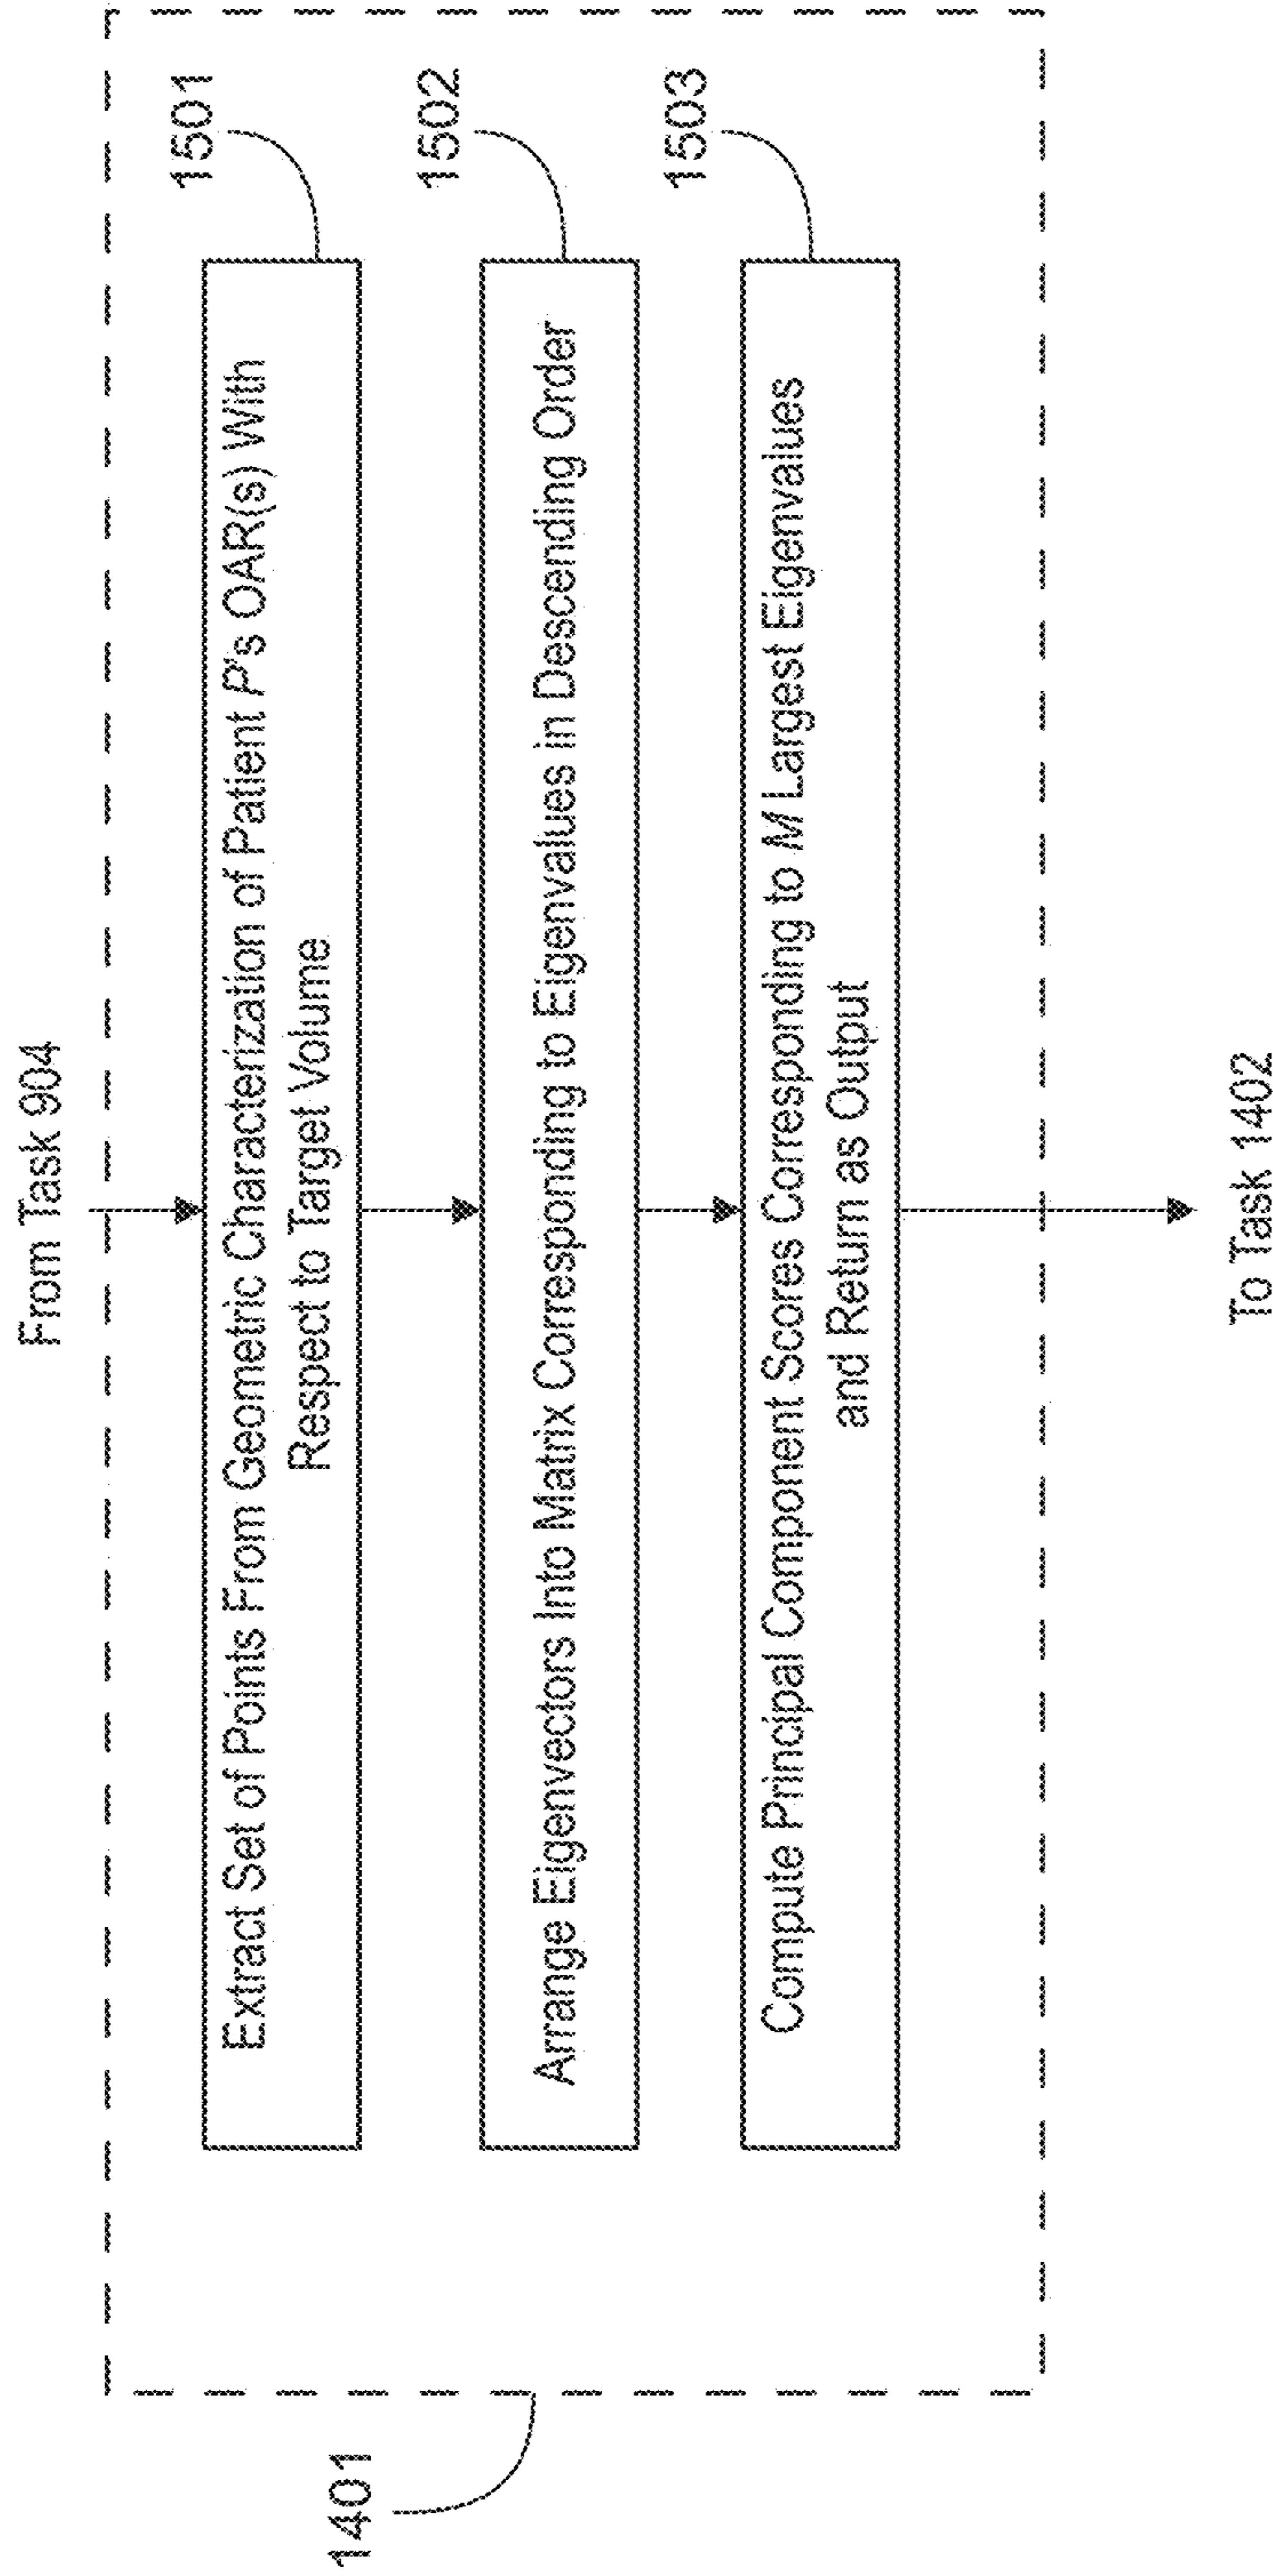 From Task 904
1401
1501
Extract Set of Points From Geometric Characterization of Patient P's OAR(s) With
Respect to Target Volume
1502
Arrange Eigenvectors Into Matrix Corresponding to Eigenvalues in Descending Order
1503
Compute Principal Component Scores Corresponding to M Largest Eigenvalues
and Return as Output
To Task 1402